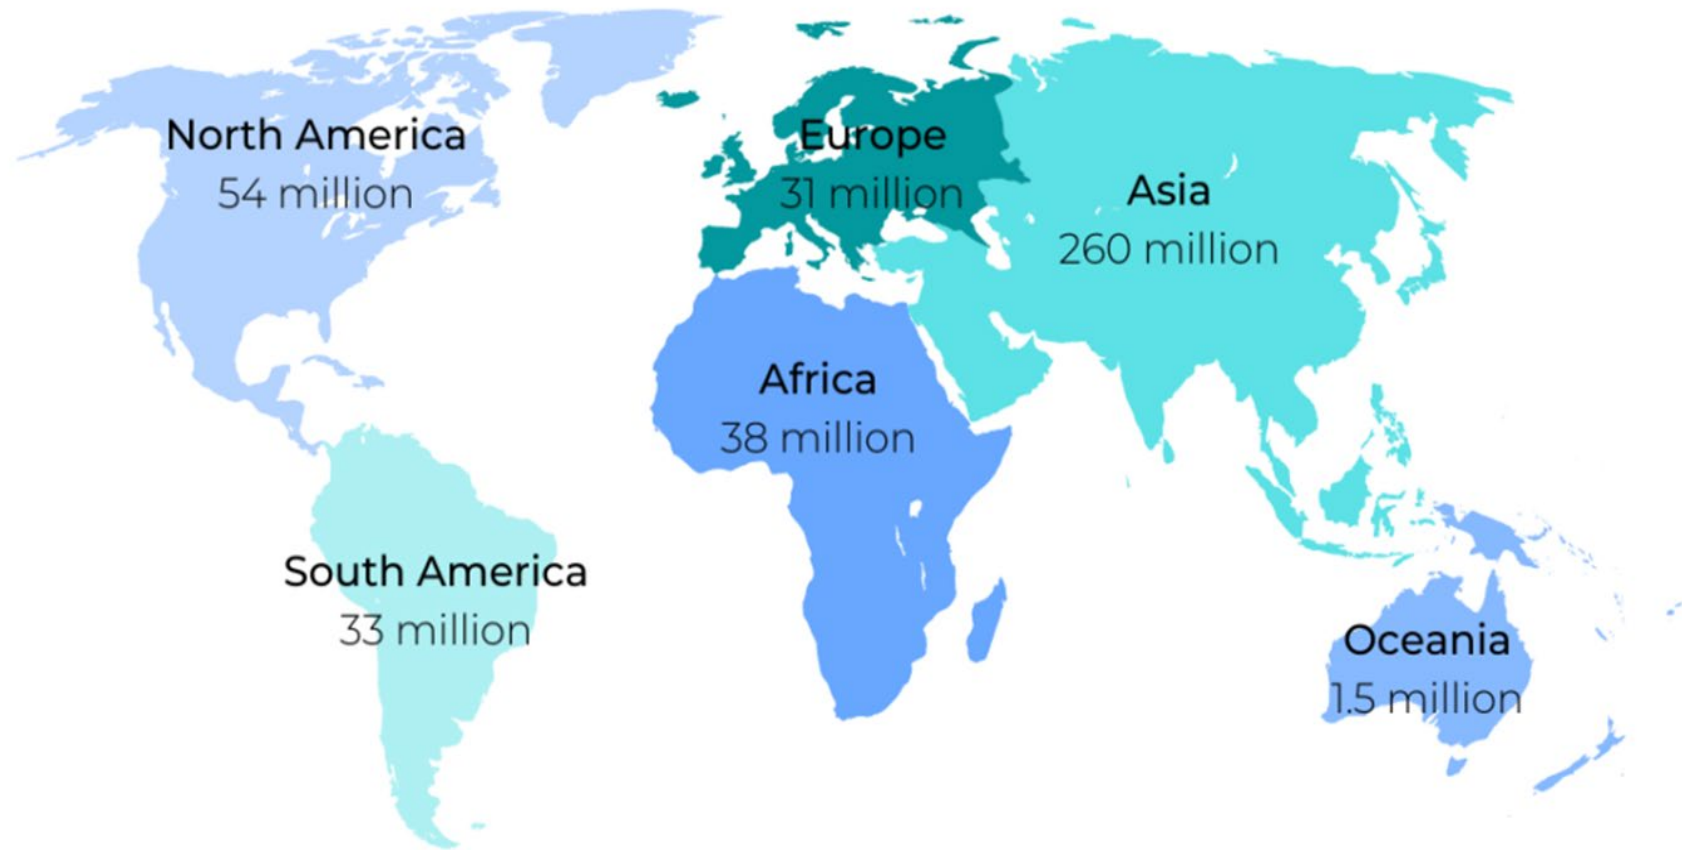 North America
54 million
Europe
31 million
Asia
260 million
Africa
38 million
South America
33 million
Oceania
1.5 million